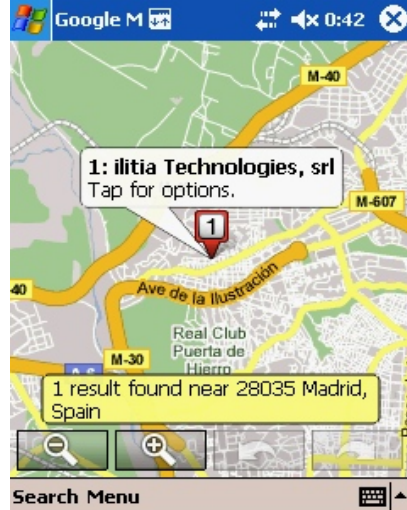 Google M
0:42
M-40
1: ilitia Technologies, srl
Tap for options.
1
M-607
40
Ave de la Ilustración
Real Club
Puerta de
Hierro
M-30
A-6
1 result found near 28035 Madrid,
Spain
Search Menu